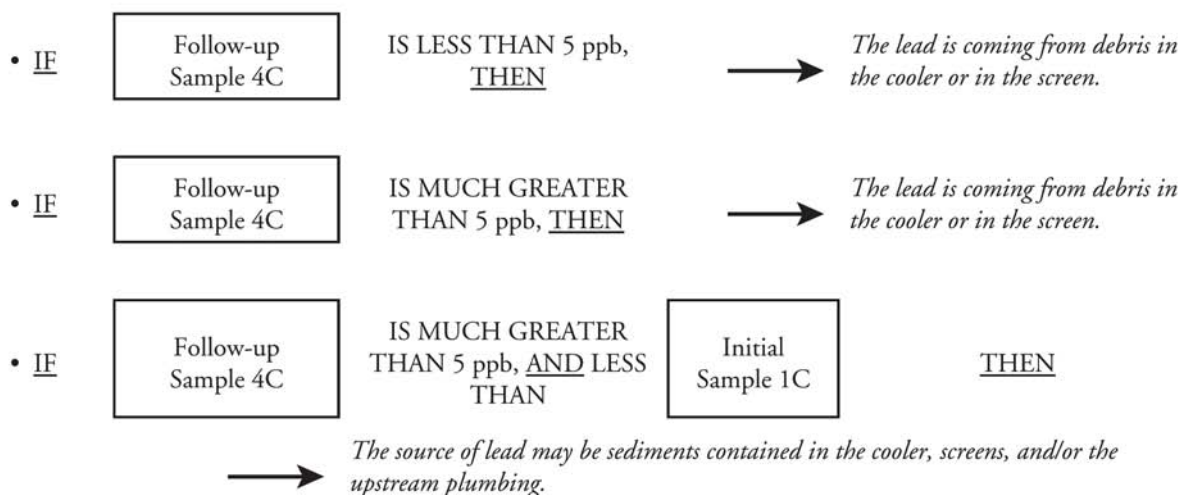 • IF
Follow-up
Sample 4C
IS LESS THAN 5 ppb,
THEN
The lead is coming from debris in
the cooler or in the screen.
• IF
Follow-up
Sample 4C
IS MUCH GREATER
THAN 5 ppb, THEN
The lead is coming from debris in
the cooler or in the screen.
• IF
Follow-up
Sample 4C
IS MUCH GREATER
THAN 5 ppb, AND LESS
THAN
Initial
Sample 1C
THEN
The source of lead may be sediments contained in the cooler, screens, and/or the
upstream plumbing.